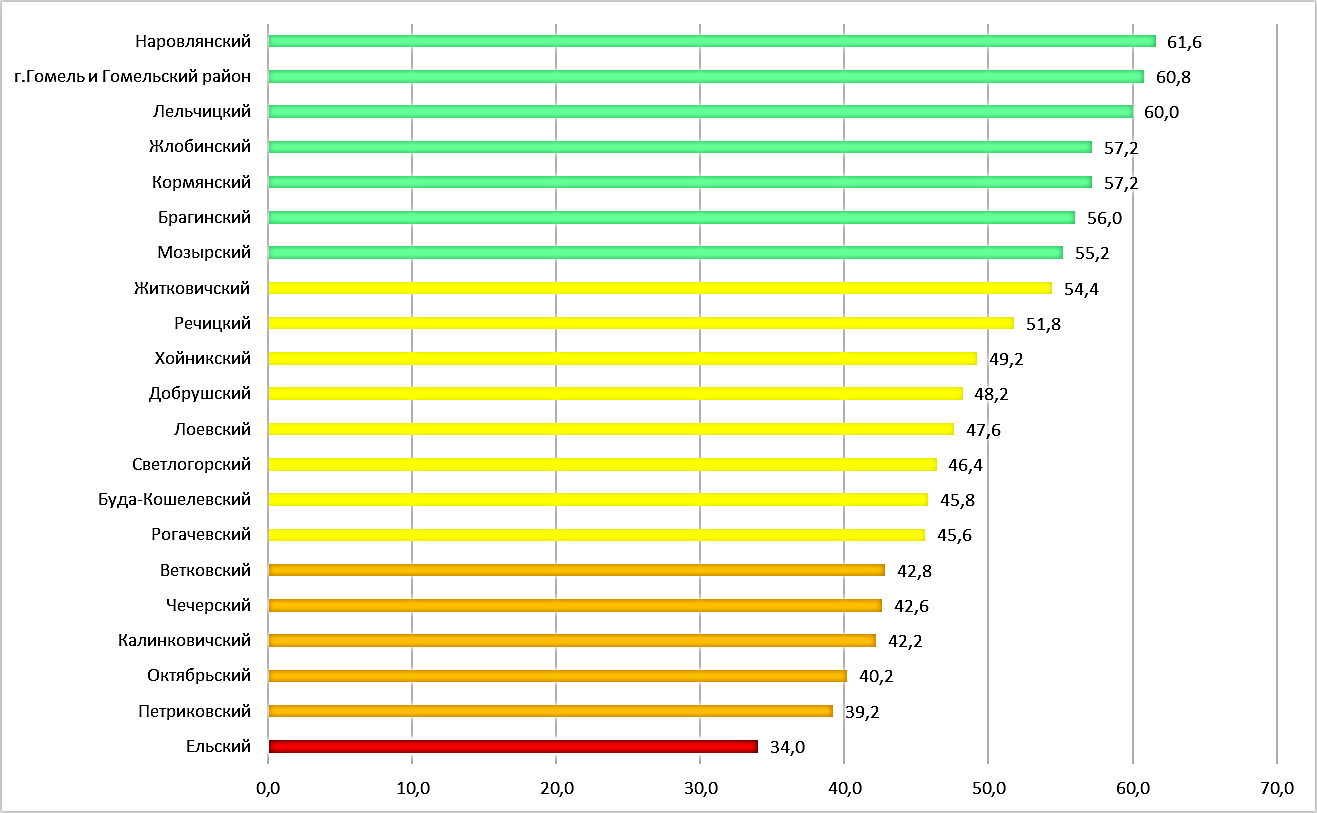 Наровлянский 61,6
г.Гомель и Гомельский район 60,8
Лельчицкий 60,0
Жлобинский 57,2
Кормянский 57,2
Брагинский 56,0
Мозырский 55,2
Житковичский 54,4
Речицкий 51,8
Хойникский 49,2
Добрушский 48,2
Лоевский 47,6
Светлогорский 46,4
Буда-Кошелевский 45,8
Рогачевский 45,6
Ветковский 42,8
Чечерский 42,6
Калинковичский 42,2
Октябрьский 40,2
Петриковский 39,2
Ельский 34,0
0,0 10,0 20,0 30,0 40,0 50,0 60,0 70,0